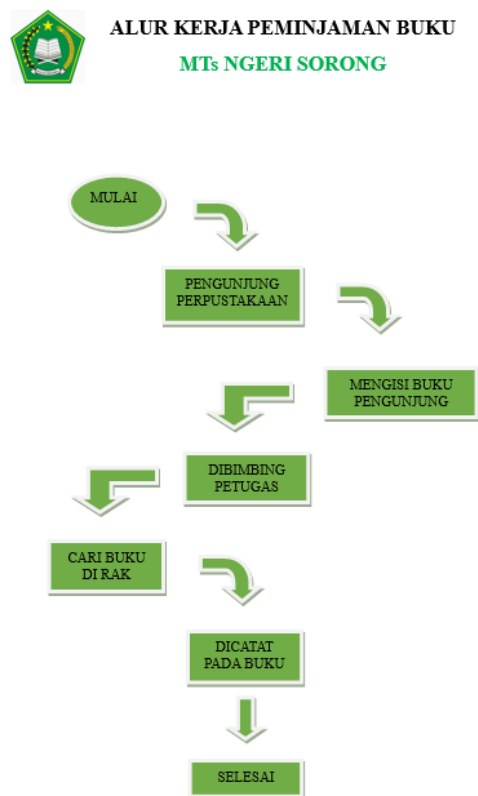 ALUR KERJA PEMINJAMAN BUKU
MTs NGERI SORONG
MULAI
PENGUNJUNG
PERPUSTAKAAN
MENGISI BUKU
PENGUNJUNG
DIBIMBING
PETUGAS
CARI BUKU
DI RAK
DICATAT
PADA BUKU
SELESAI